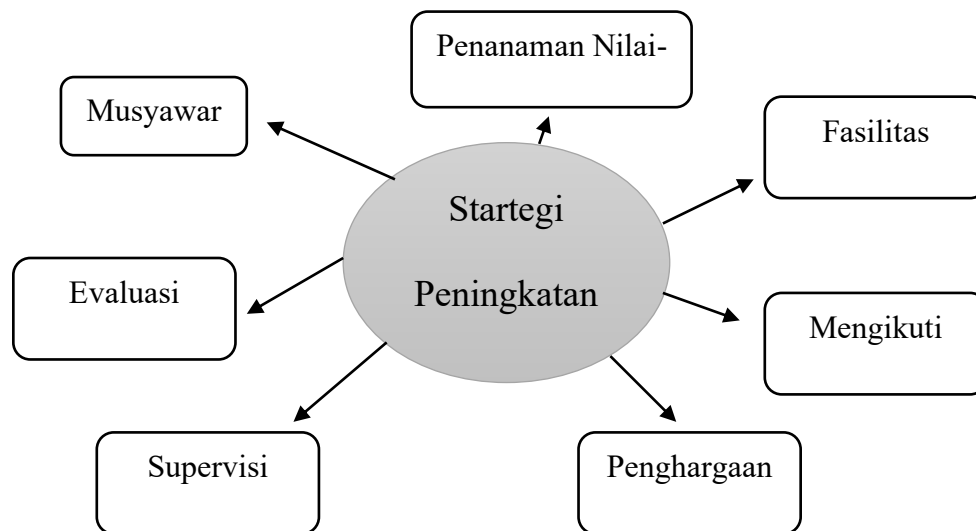 Penanaman Nilai-
Musyawar
Fasilitas
Startegi
Peningkatan
Evaluasi
Mengikuti
Supervisi
Penghargaan